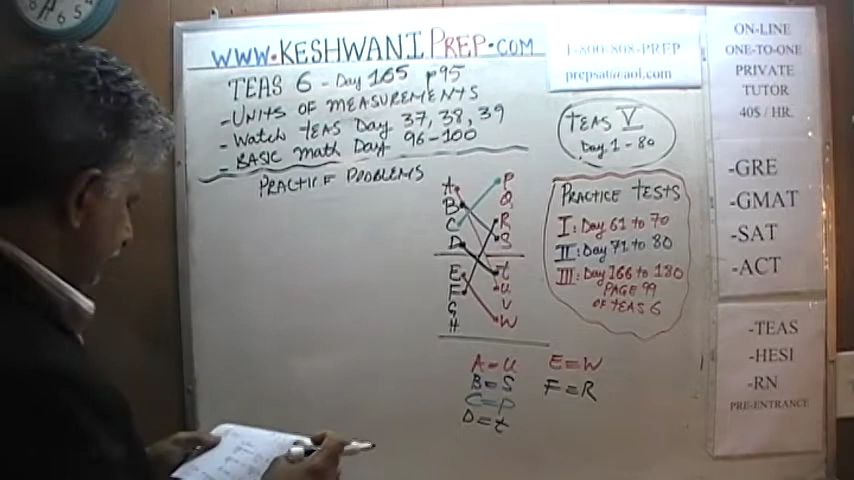 www.KESHWANIPREP.COM
TEAS 6 - Day 165 p95
- UNITS OF MEASUREMENTS
- Watch TEAS Day 37, 38, 39
- BASIC Math Day 96-100
PRACTICE PROBLEMS
A P
B Q
C R
D S
E t
F U
G V
H W
A=U E=W
B=S F=R
C=P
D=t
1-800-808-PREP
prepsat@aol.com
TEAS V
Day 1-80
PRACTICE TESTS
I: Day 61 to 70
II: Day 71 to 80
III: Day 166 to 180
PAGE 99
OF TEAS 6
ON-LINE
ONE-TO-ONE
PRIVATE
TUTOR
40$ / HR.
-GRE
-GMAT
-SAT
-ACT
-TEAS
-HESI
-RN
PRE-ENTRANCE